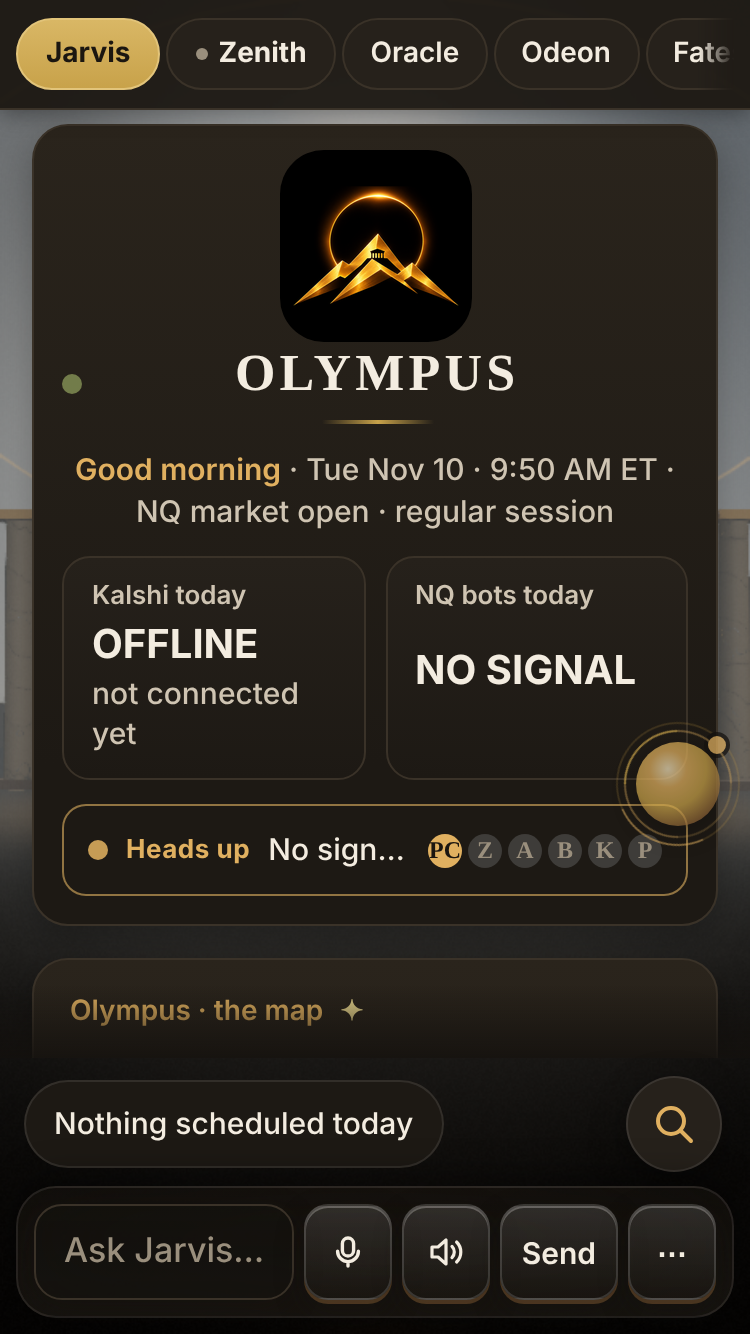 Jarvis
Zenith
Oracle
Odeon
Fate
OLYMPUS
Good morning · Tue Nov 10 · 9:50 AM ET ·
NQ market open · regular session
Kalshi today
OFFLINE
not connected
yet
NQ bots today
NO SIGNAL
Heads up No sign... PC Z A B K P
Olympus · the map ✦
Nothing scheduled today
Ask Jarvis...
Send
...